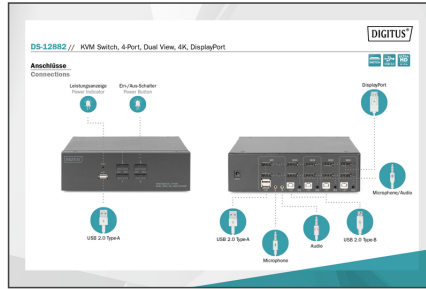 DIGITUS®
DS-12882 // KVM Switch, 4-Port, Dual View, 4K, DisplayPort
Anschlüsse
Connections
Leistungsanzeige
Power Indicator
Ein-/Aus-Schalter
Power Button
DisplayPort
DIGITUS
Microphone/Audio
USB 2.0 Type-A
USB 2.0 Type-A
Microphone
Audio
USB 2.0 Type-B